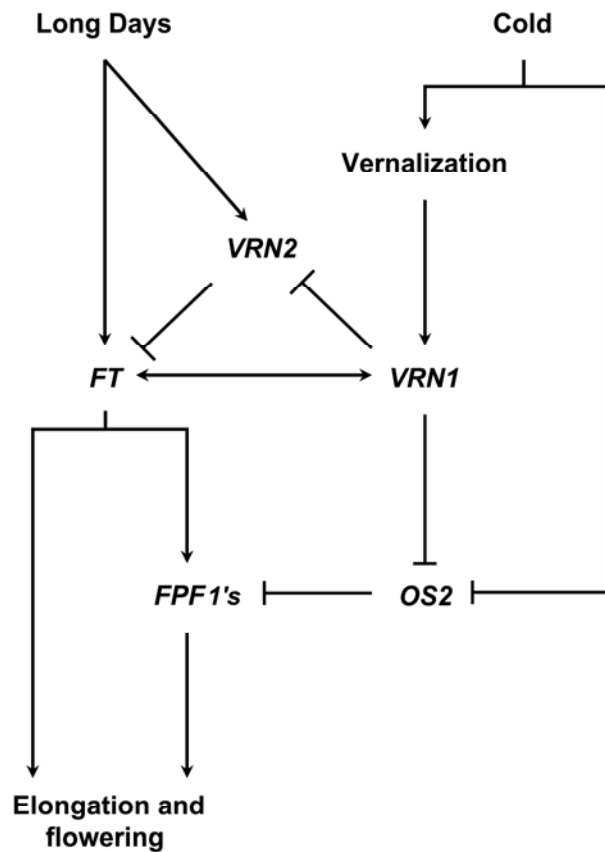 Long Days
Cold
Vernalization
VRN2
FT
VRN1
FPF1's
OS2
Elongation and
flowering